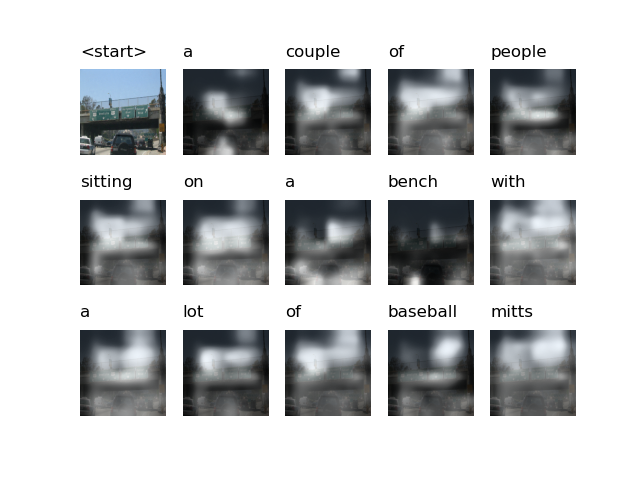 <start> a couple of people
sitting on a bench with
a lot of baseball mitts